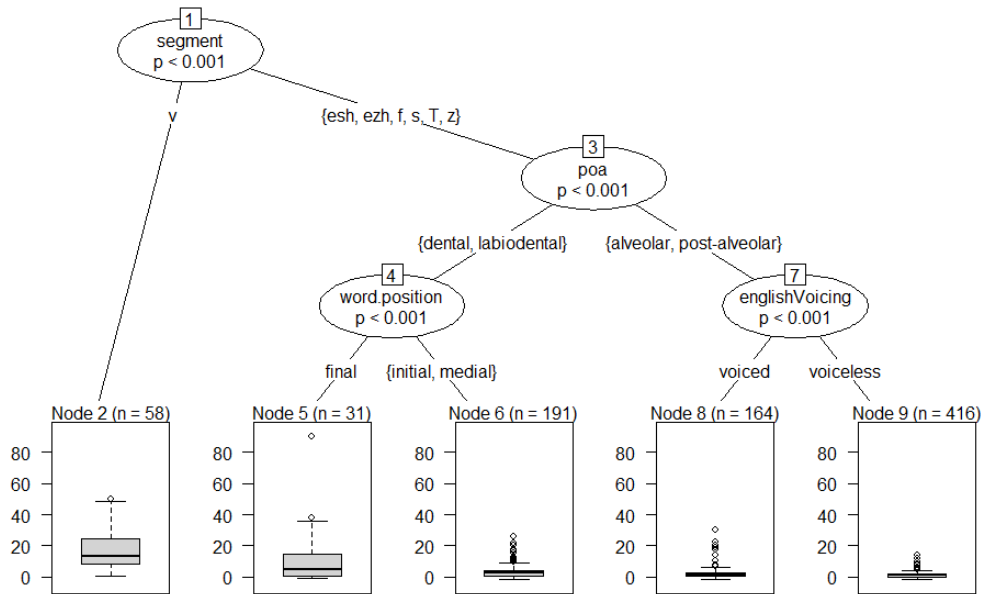 1
segment
p < 0.001
v
{esh, ezh, f, s, T, z}
3
poa
p < 0.001
{dental, labiodental}
{alveolar, post-alveolar}
4
word.position
p < 0.001
7
englishVoicing
p < 0.001
final
{initial, medial}
voiced
voiceless
Node 2 (n = 58)
80
60
40
20
0
Node 5 (n = 31)
80
60
40
20
0
Node 6 (n = 191)
80
60
40
20
0
Node 8 (n = 164)
80
60
40
20
0
Node 9 (n = 416)
80
60
40
20
0